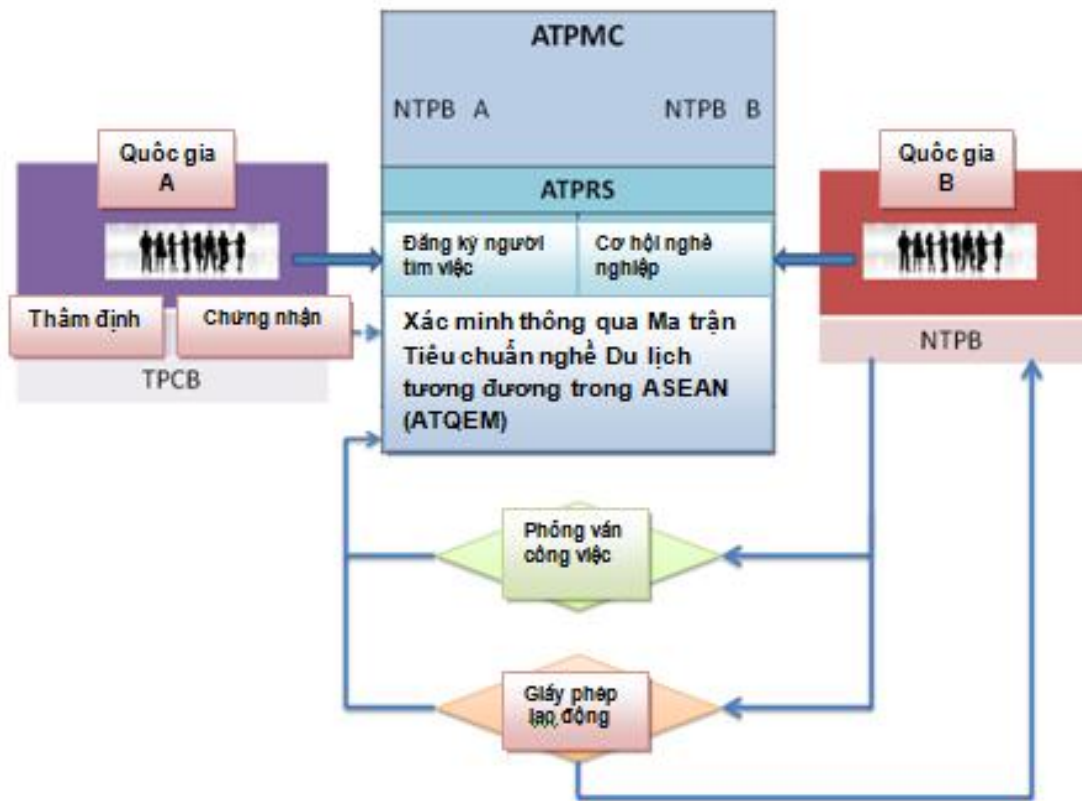 ATPMC
NTPB A
NTPB B
Quôc gia
A
Quôc gia
B
ATPRS
Đăng ký người
tìm việc
Cơ hội nghề
nghiệp
Thẩm định
Chứng nhận
TPCB
Xác minh thông qua Ma trận
Tiêu chuẩn nghề Du lịch
tương đương trong ASEAN
(ATQEM)
NTPB
Phỏng vấn
công việc
Giấy phép
lao động